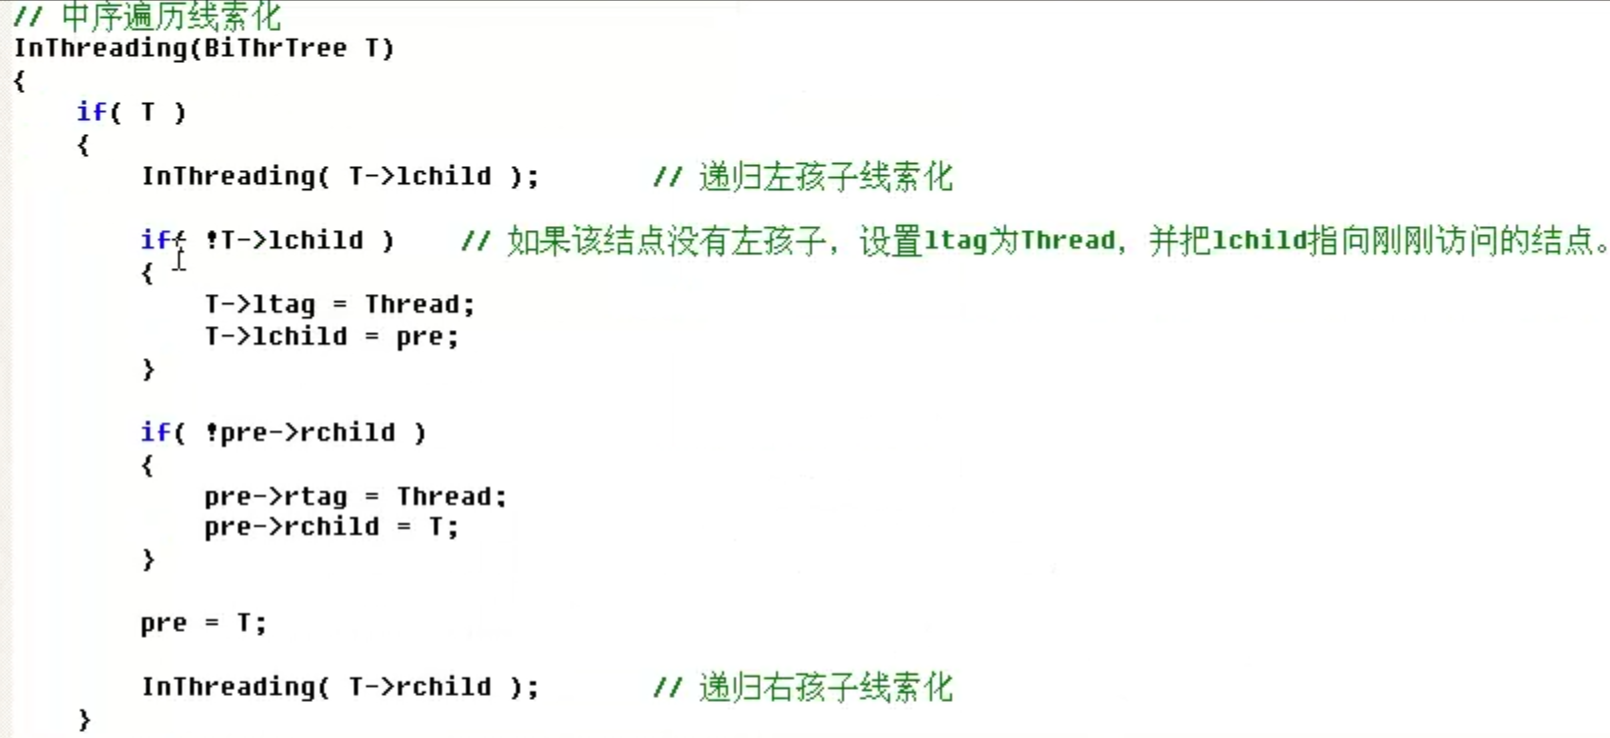 // 中序遍历线索化
InThreading(BiThrTree T)
{
if( T )
{
InThreading( T->lchild ); // 递归左孩子线索化
if( !T->lchild ) // 如果该结点没有左孩子，设置ltag为Thread，并把lchild指向刚刚访问的结点。
{
T->ltag = Thread;
T->lchild = pre;
}
if( !pre->rchild )
{
pre->rtag = Thread;
pre->rchild = T;
}
pre = T;
InThreading( T->rchild ); // 递归右孩子线索化
}